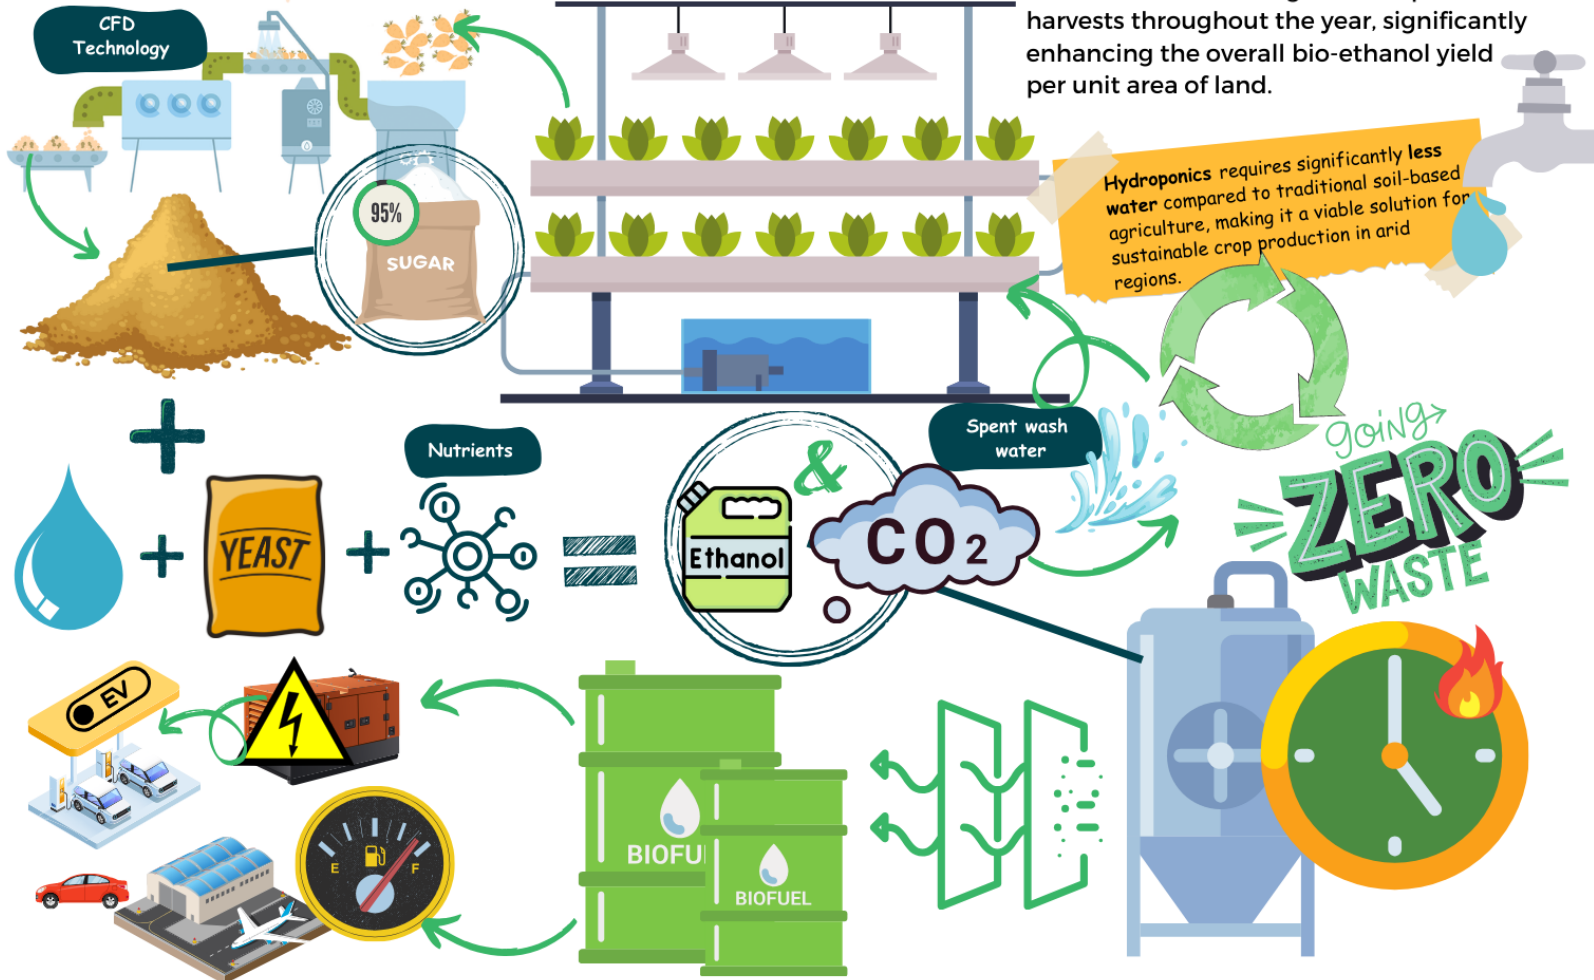 harvests throughout the year, significantly
enhancing the overall bio-ethanol yield
per unit area of land.
CFD
Technology
95%
SUGAR
Hydroponics requires significantly less
water compared to traditional soil-based
agriculture, making it a viable solution for
sustainable crop production in arid
regions.
Nutrients
Spent wash
water
YEAST
Ethanol
&
CO2
going
ZERO
WASTE
EV
E
F
BIOFU
BIOFUEL